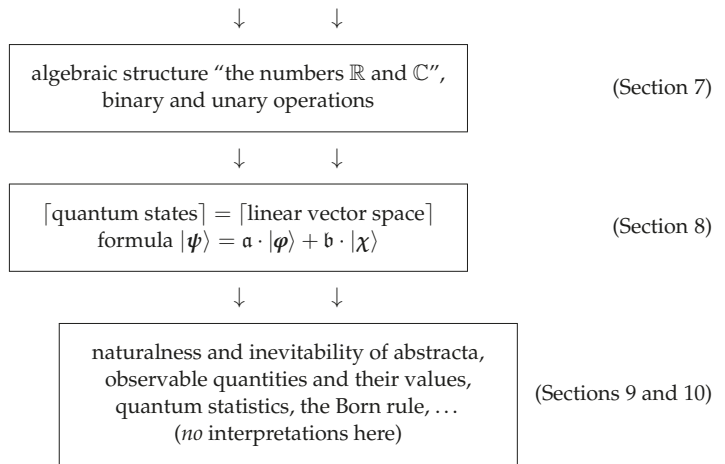 ↓ ↓
algebraic structure “the numbers ℝ and ℂ”,
binary and unary operations
(Section 7)
↓ ↓
⌈quantum states⌉ = ⌈linear vector space⌉
formula |𝝍⟩ = 𝔞 · |𝝋⟩ + 𝔟 · |𝝌⟩
(Section 8)
↓ ↓
naturalness and inevitability of abstracta,
observable quantities and their values,
quantum statistics, the Born rule, …
(no interpretations here)
(Sections 9 and 10)